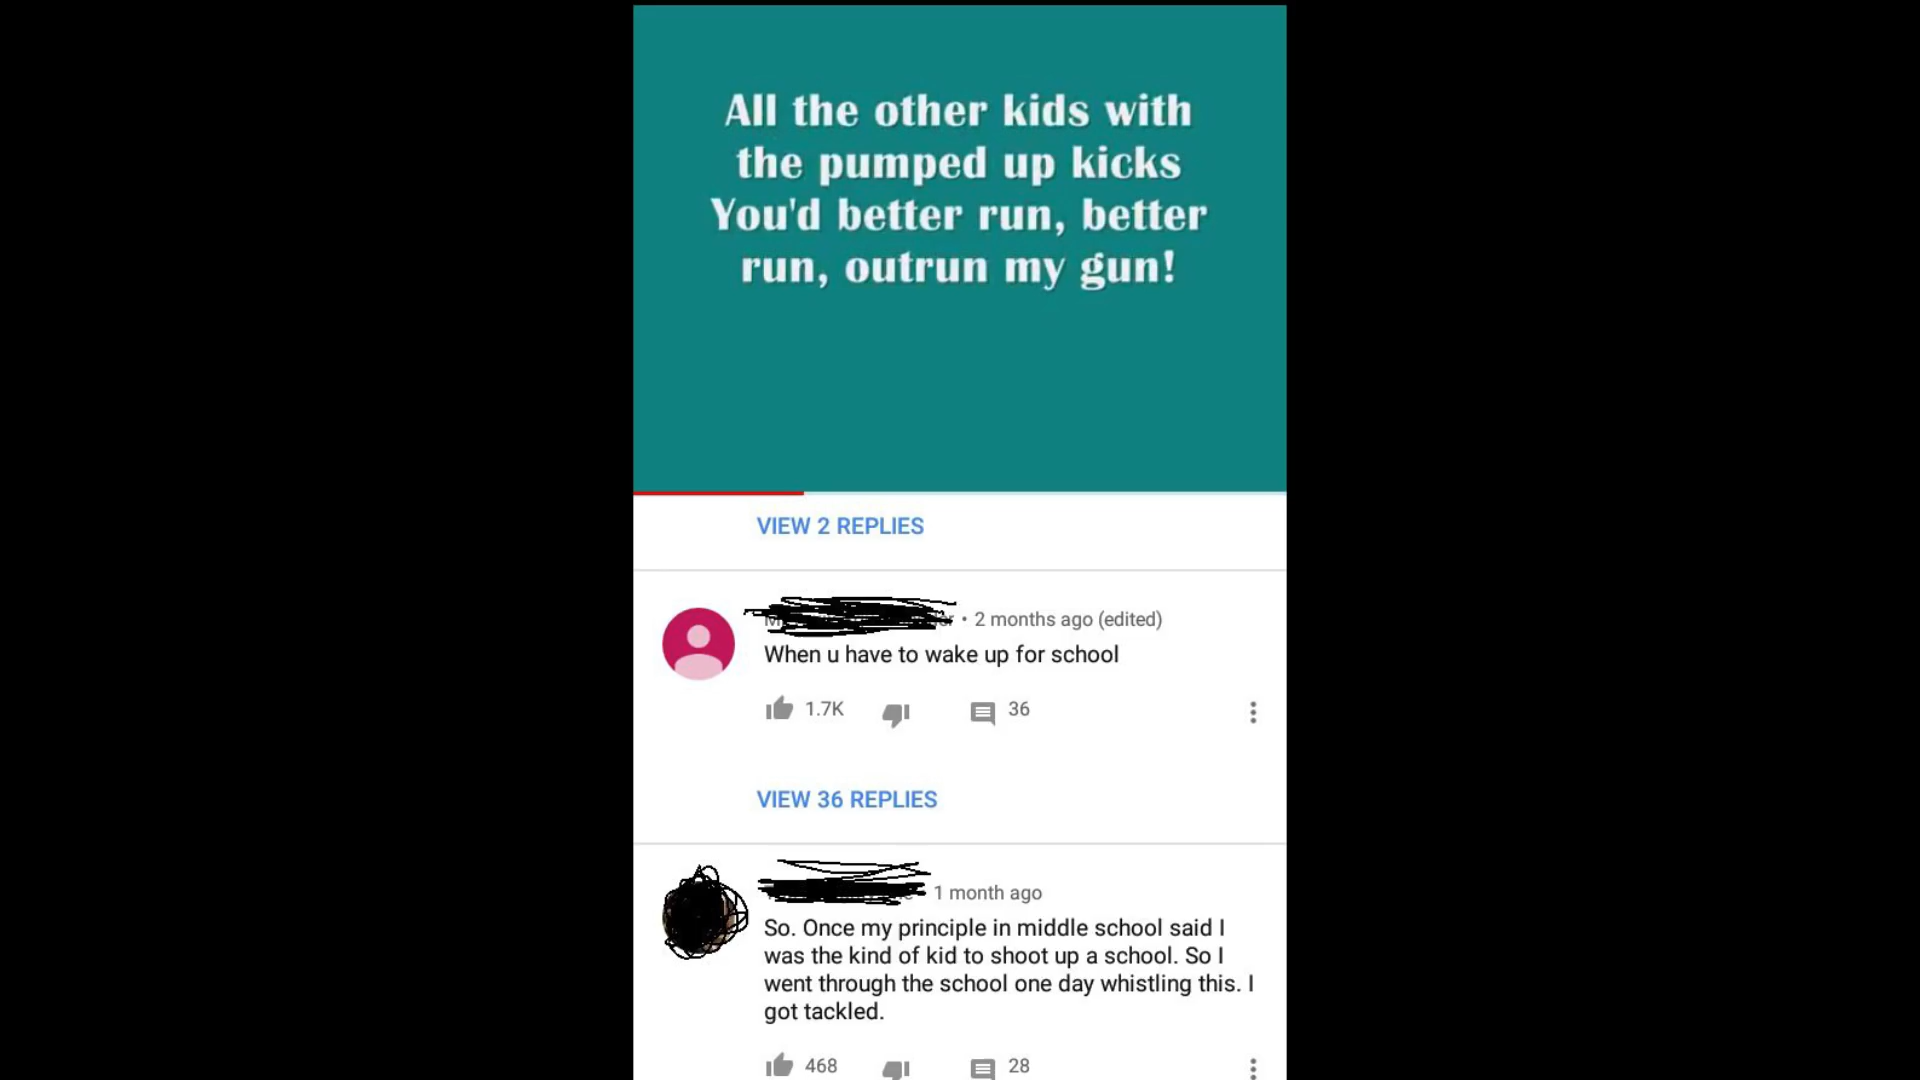 All the other kids with
the pumped up kicks
You'd better run, better
run, outrun my gun!
VIEW 2 REPLIES
• 2 months ago (edited)
When u have to wake up for school
1.7K 36
VIEW 36 REPLIES
1 month ago
So. Once my principle in middle school said I
was the kind of kid to shoot up a school. So I
went through the school one day whistling this. I
got tackled.
468 28